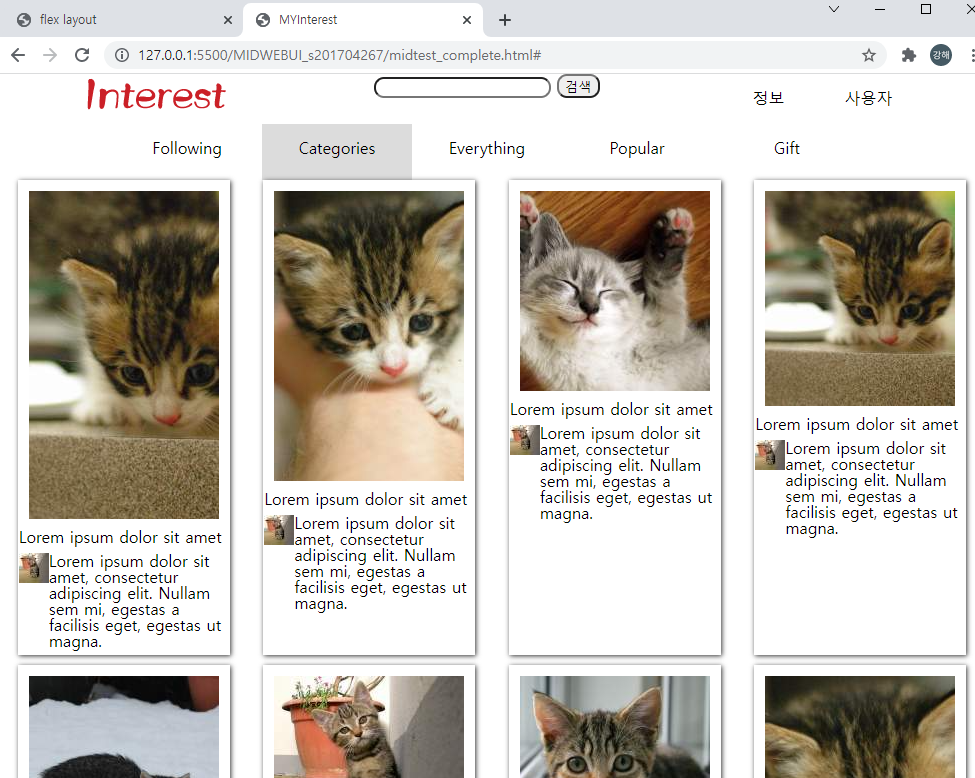 flex layout
MYInterest
127.0.0.1:5500/MIDWEBUI_s201704267/midtest_complete.html#
강해
Interest
검색
정보
사용자
Following
Categories
Everything
Popular
Gift
Lorem ipsum dolor sit amet
Lorem ipsum dolor sit
amet, consectetur
adipiscing elit. Nullam
sem mi, egestas a
facilisis eget, egestas ut
magna.
Lorem ipsum dolor sit amet
Lorem ipsum dolor sit
amet, consectetur
adipiscing elit. Nullam
sem mi, egestas a
facilisis eget, egestas ut
magna.
Lorem ipsum dolor sit amet
Lorem ipsum dolor sit
amet, consectetur
adipiscing elit. Nullam
sem mi, egestas a
facilisis eget, egestas ut
magna.
Lorem ipsum dolor sit amet
Lorem ipsum dolor sit
amet, consectetur
adipiscing elit. Nullam
sem mi, egestas a
facilisis eget, egestas ut
magna.